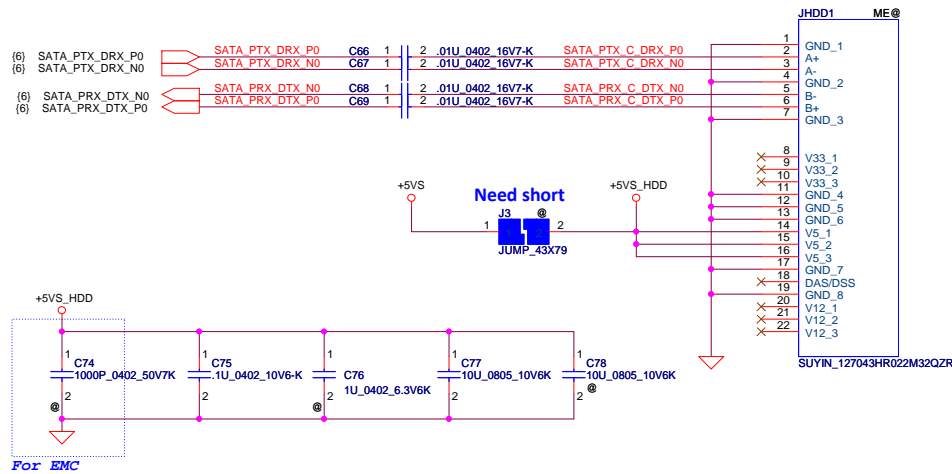 JHDD1 ME@
{6} SATA_PTX_DRX_P0 SATA_PTX_DRX_P0 C66 1 2 .01U_0402_16V7-K SATA_PTX_C_DRX_P0
{6} SATA_PTX_DRX_N0 SATA_PTX_DRX_N0 C67 1 2 .01U_0402_16V7-K SATA_PTX_C_DRX_N0
{6} SATA_PRX_DTX_N0 SATA_PRX_DTX_N0 C68 1 2 .01U_0402_16V7-K SATA_PRX_C_DTX_N0
{6} SATA_PRX_DTX_P0 SATA_PRX_DTX_P0 C69 1 2 .01U_0402_16V7-K SATA_PRX_C_DTX_P0
1 GND_1
2 A+
3 A-
4 GND_2
5 B-
6 B+
7 GND_3
8 V33_1
9 V33_2
10 V33_3
11 GND_4
12 GND_5
13 GND_6
14 V5_1
15 V5_2
16 V5_3
17 GND_7
18 DAS/DSS
19 GND_8
20 V12_1
21 V12_2
22 V12_3
SUYIN_127043HR022M32QZR
+5VS Need short +5VS_HDD
J3 @
1 1 2 2
JUMP_43X79
+5VS_HDD
1 1 1 1 1
C74 C75 C76 C77 C78
1000P_0402_50V7K .1U_0402_10V6-K 1U_0402_6.3V6K 10U_0805_10V6K 10U_0805_10V6K
2 2 2 2 2
@ @ @
For EMC